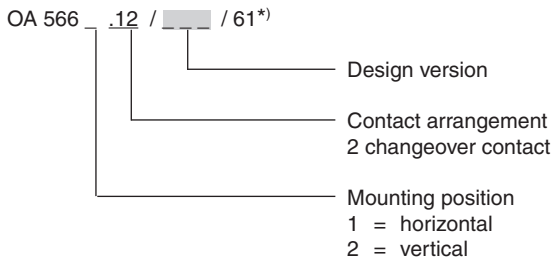 OA 566 _ .12 / _ _ _ / 61*)
Design version
Contact arrangement
2 changeover contact
Mounting position
1 = horizontal
2 = vertical